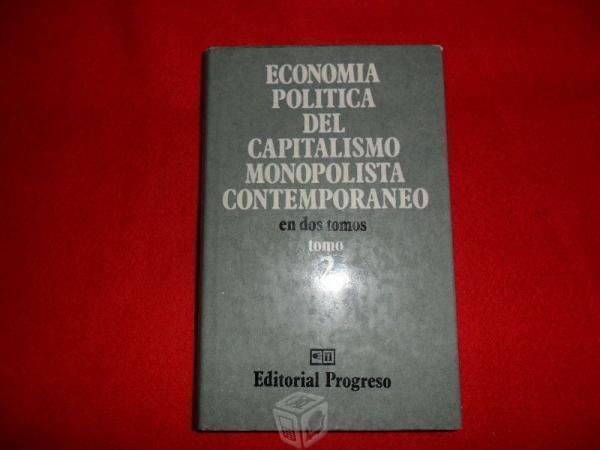 ECONOMIA
POLITICA
DEL
CAPITALISMO
MONOPOLISTA
CONTEMPORANEO
en dos tomos
tomo
2
Editorial Progreso